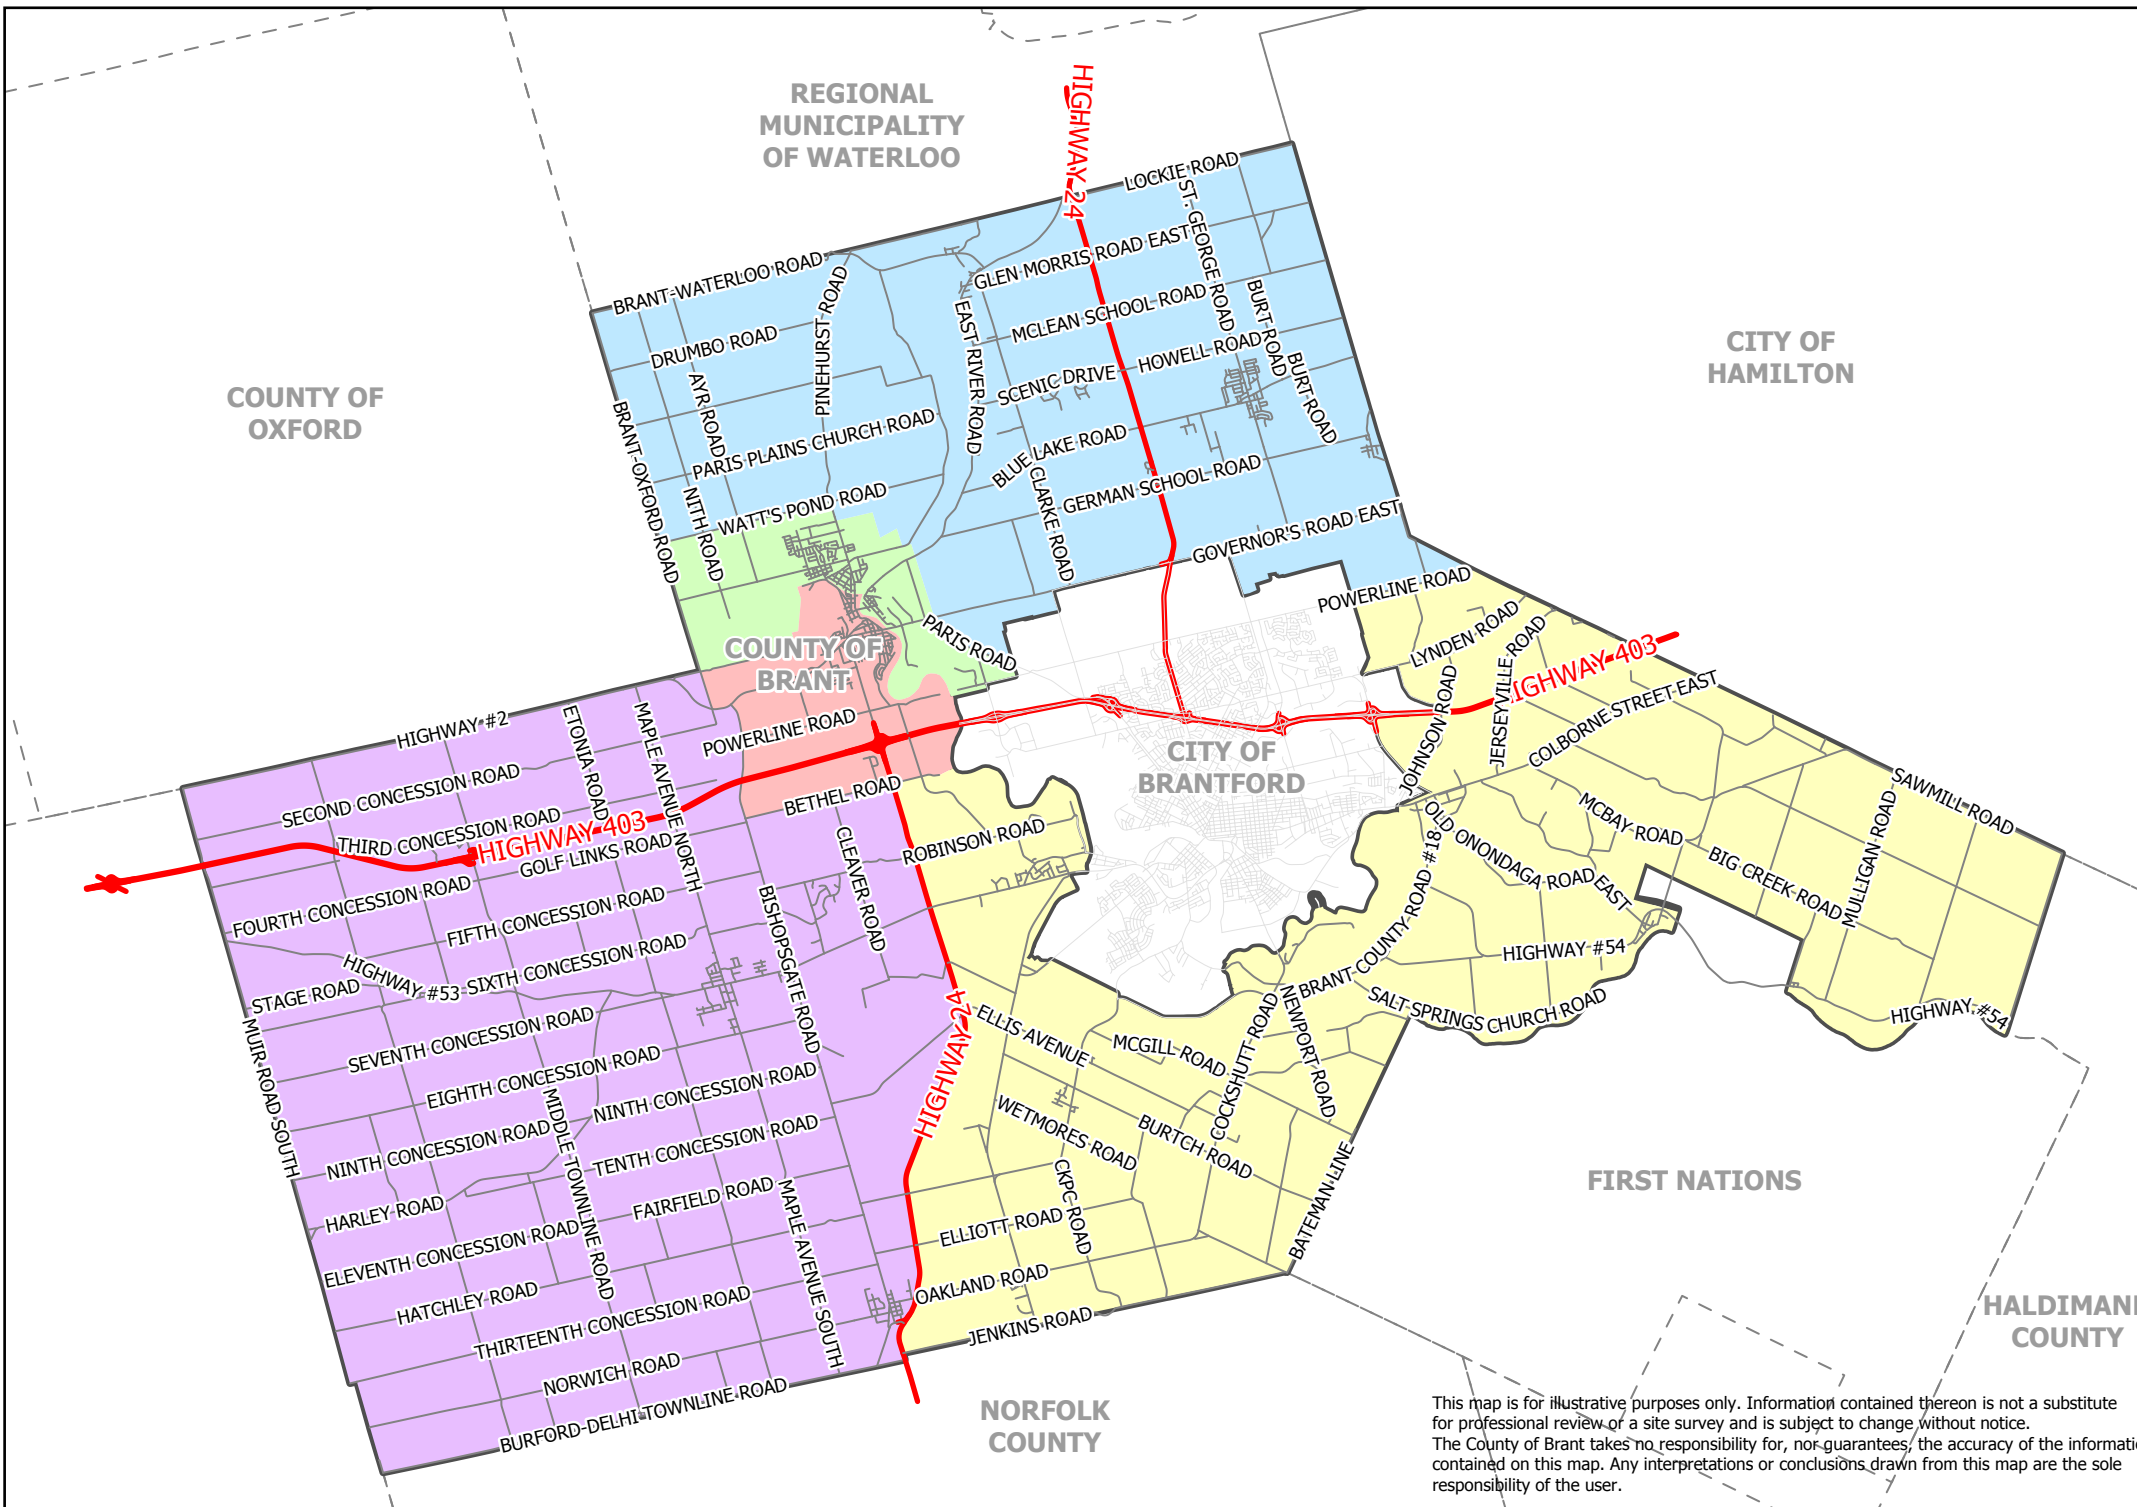 REGIONAL
MUNICIPALITY
OF WATERLOO
HIGHWAY 24
LOCKIE ROAD
ST. GEORGE ROAD
GLEN MORRIS ROAD EAST
BRANT-WATERLOO ROAD
PINEHURST ROAD
EAST RIVER ROAD
MCLEAN SCHOOL ROAD
BURT ROAD
DRUMBO ROAD
HOWELL ROAD
CITY OF
HAMILTON
COUNTY OF
OXFORD
AYR ROAD
SCENIC DRIVE
BURT ROAD
BRANT-OXFORD ROAD
PARIS PLAINS CHURCH ROAD
BLUE LAKE ROAD
CLARKE ROAD
GERMAN SCHOOL ROAD
NITH ROAD
WATT'S POND ROAD
GOVERNOR'S ROAD EAST
POWERLINE ROAD
PARIS ROAD
LYNDEN ROAD
COUNTY OF
BRANT
JERSEYVILLE ROAD
HIGHWAY 403
JOHNSON ROAD
COLBORNE STREET EAST
HIGHWAY #2
ETONIA ROAD
MAPLE AVENUE NORTH
POWERLINE ROAD
CITY OF
BRANTFORD
SECOND CONCESSION ROAD
BETHEL ROAD
SAWMILL ROAD
THIRD CONCESSION ROAD
HIGHWAY 403
GOLF LINKS ROAD
CLEAVER ROAD
ROBINSON ROAD
OLD ONONDAGA ROAD EAST
MCBAY ROAD
MULLIGAN ROAD
BIG CREEK ROAD
FOURTH CONCESSION ROAD
FIFTH CONCESSION ROAD
BISHOPSGATE ROAD
BRANT COUNTY ROAD #18
HIGHWAY #54
HIGHWAY #53
SIXTH CONCESSION ROAD
STAGE ROAD
SALT SPRINGS CHURCH ROAD
HIGHWAY #54
MUIR ROAD SOUTH
SEVENTH CONCESSION ROAD
HIGHWAY 24
ELLIS AVENUE
MCGILL ROAD
COCKSHUTT ROAD
NEWPORT ROAD
EIGHTH CONCESSION ROAD
MIDDLE TOWNLINE ROAD
NINTH CONCESSION ROAD
WETMORES ROAD
BURTCH ROAD
NINTH CONCESSION ROAD
TENTH CONCESSION ROAD
CKPC ROAD
BATEMAN LINE
FIRST NATIONS
HARLEY ROAD
FAIRFIELD ROAD
MAPLE AVENUE SOUTH
ELEVENTH CONCESSION ROAD
ELLIOTT ROAD
HATCHLEY ROAD
OAKLAND ROAD
THIRTEENTH CONCESSION ROAD
JENKINS ROAD
HALDIMAN
COUNTY
NORWICH ROAD
BURFORD-DELHI TOWNLINE ROAD
NORFOLK
COUNTY
This map is for illustrative purposes only. Information contained thereon is not a substitute
for professional review or a site survey and is subject to change without notice.
The County of Brant takes no responsibility for, nor guarantees, the accuracy of the informati
contained on this map. Any interpretations or conclusions drawn from this map are the sole
responsibility of the user.